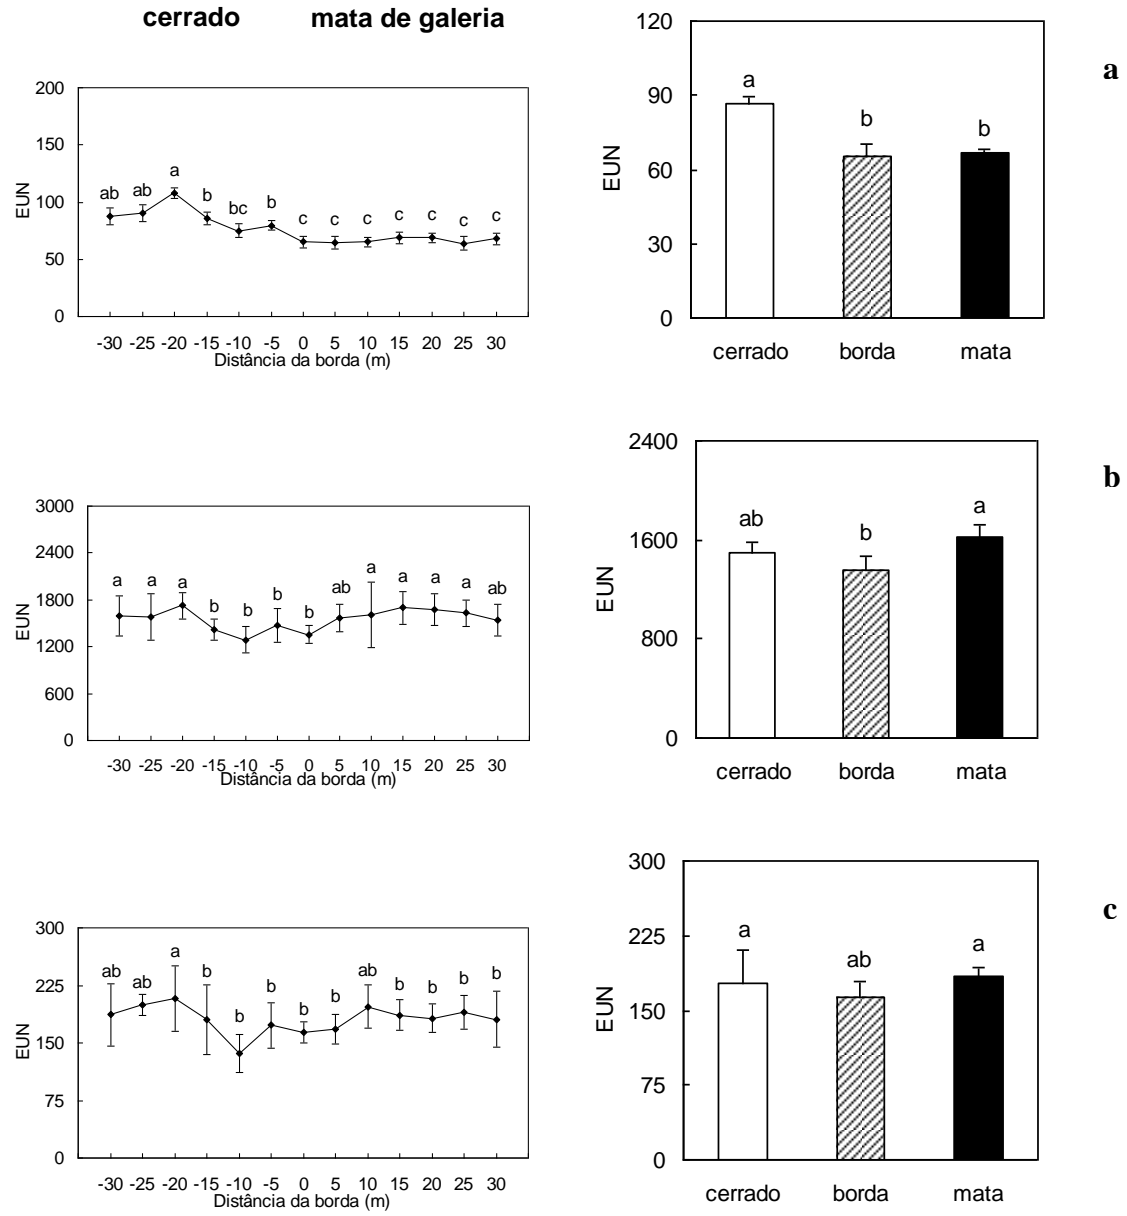 cerrado mata de galeria
200
150
100
50
0
EUN
ab ab a b bc b c c c c c c c
-30 -25 -20 -15 -10 -5 0 5 10 15 20 25 30
Distância da borda (m)
120
90
60
30
0
EUN
a b b
cerrado borda mata
a
3000
2400
1800
1200
600
0
EUN
a a a b b b b ab a a a a ab
-30 -25 -20 -15 -10 -5 0 5 10 15 20 25 30
Distância da borda (m)
2400
1600
800
0
EUN
ab b a
cerrado borda mata
b
300
225
150
75
0
EUN
ab ab a b b b b b ab b b b b
-30 -25 -20 -15 -10 -5 0 5 10 15 20 25 30
Distância da borda (m)
300
225
150
75
0
EUN
a ab a
cerrado borda mata
c